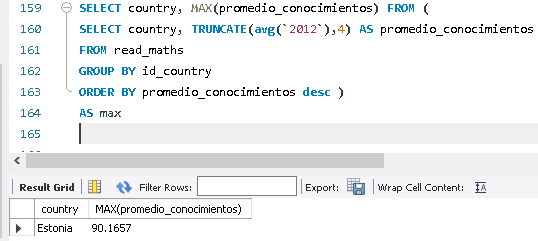 159 SELECT country, MAX(promedio_conocimientos) FROM (
160 SELECT country, TRUNCATE(avg(`2012`),4) AS promedio_conocimientos
161 FROM read_maths
162 GROUP BY id_country
163 ORDER BY promedio_conocimientos desc )
164 AS max
165
Result Grid Filter Rows: Export: Wrap Cell Content: IA
country MAX(promedio_conocimientos)
Estonia 90.1657